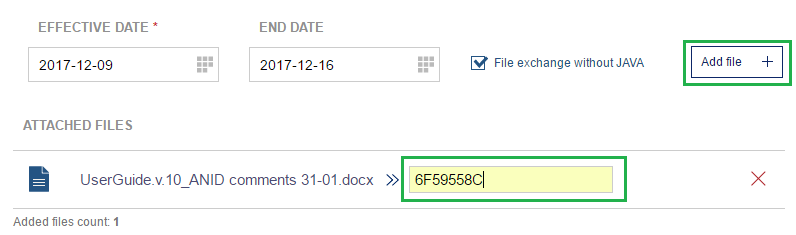 EFFECTIVE DATE * END DATE
2017-12-09 2017-12-16 File exchange without JAVA Add file +
ATTACHED FILES
UserGuide.v.10_ANID comments 31-01.docx » 6F59558C
Added files count: 1